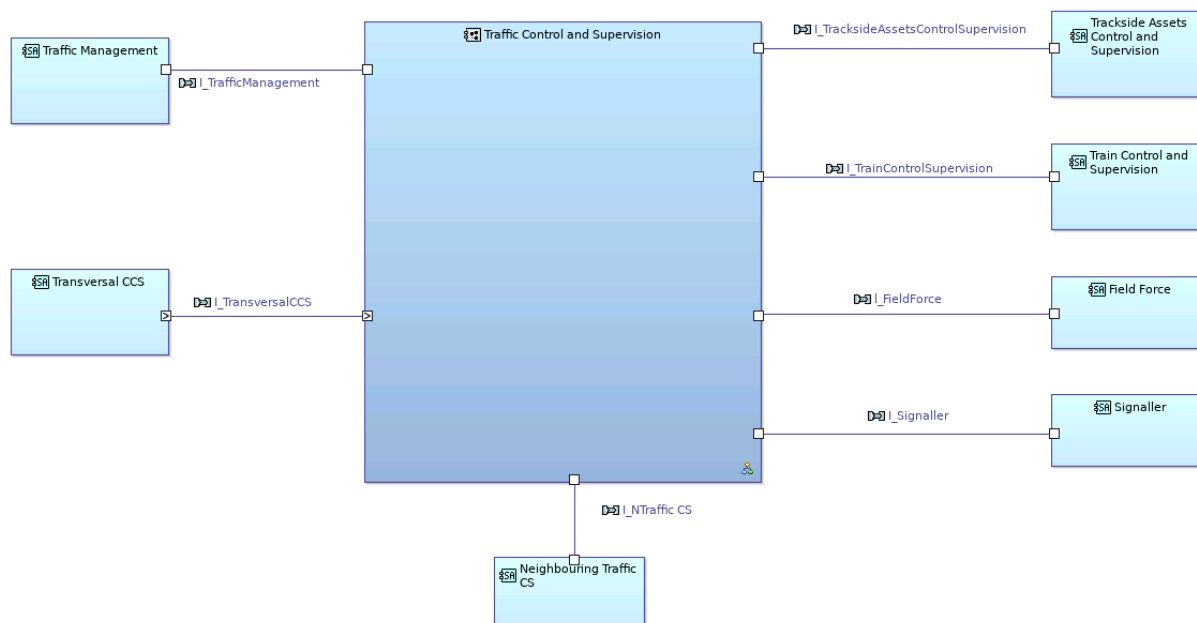 Traffic Management
I_TrafficManagement
Transversal CCS
I_TransversalCCS
Traffic Control and Supervision
I_TracksideAssetsControlSupervision
Trackside Assets
Control and
Supervision
I_TrainControlSupervision
Train Control and
Supervision
I_FieldForce
Field Force
I_Signaller
Signaller
I_NTraffic CS
Neighbouring Traffic
CS